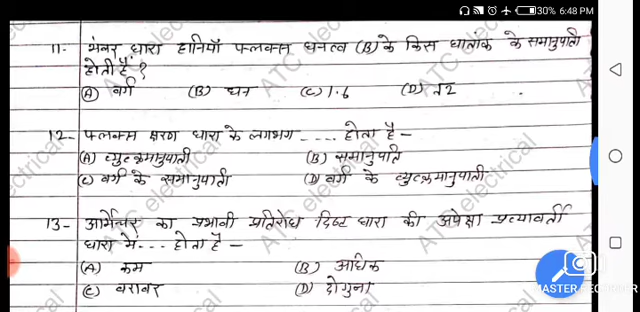 30% 6:48 PM
11- भंवर धारा हानियाँ फ्लक्स घनत्व (B) के किस घातांक के समानुपाती
होती है?
(A) वर्ग (B) घन (C) 1.6 (D) √2
12- फ्लक्स क्षरण धारा के लगभग .... होता है-
(A) व्युत्क्रमानुपाती (B) समानुपाति
(C) वर्ग के समानुपाती (D) वर्ग के व्युत्क्रमानुपाती
13- आर्मेचर का प्रभावी प्रतिरोध दिष्ट धारा की अपेक्षा प्रत्यावर्ती
धारा में ... होता है-
(A) कम (B) अधिक
(C) बराबर (D) दोगुना
ATC electrical
MASTER RECORDER